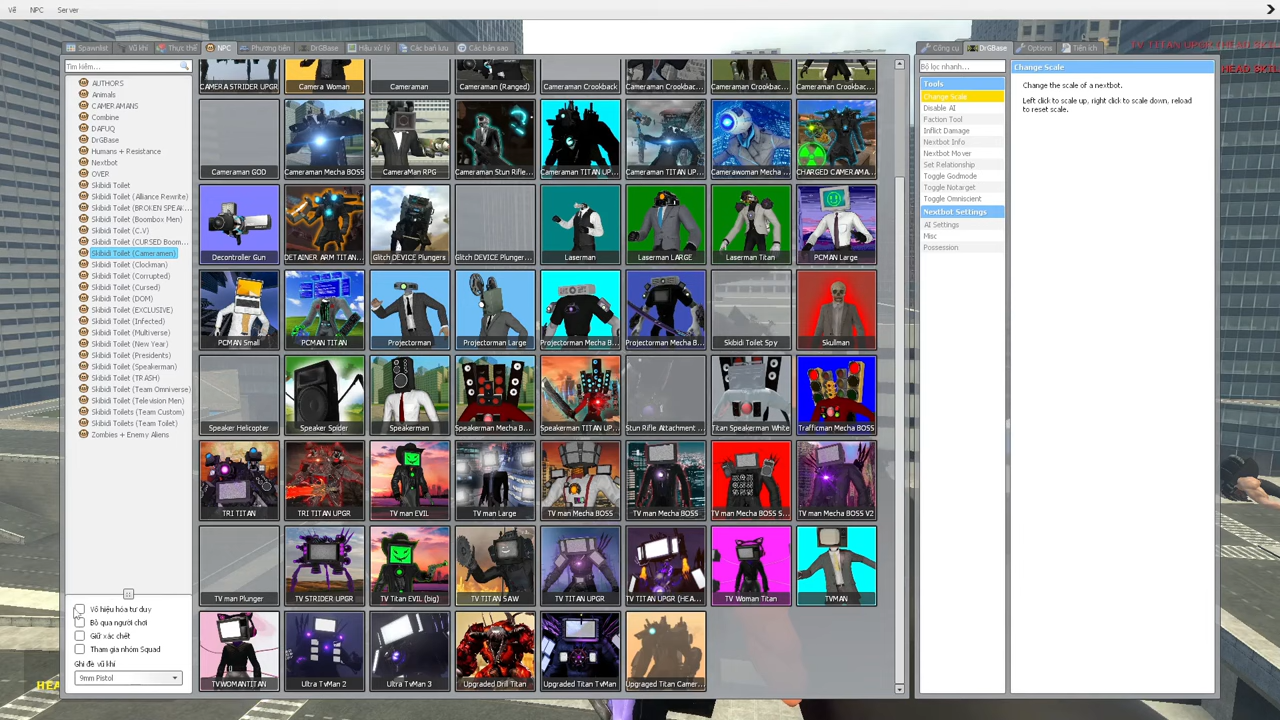 Vẽ NPC Server
Spawnlist Vũ khí Thực thể NPC Phương tiện DrGBase Hậu xử lý Các bản lưu Các bản sao
Công cụ DrGBase Options Tiện ích
TV TITAN UPGR
HEAD SKIL
Tìm kiếm...
AUTHORS
Animals
CAMERAMANS
Combine
DAFUQ
DrGBase
Humans + Resistance
Nextbot
OVER
Skibidi Toilet
Skibidi Toilet (Alliance Rewrite)
Skibidi Toilet (BROKEN SPEA...
Skibidi Toilet (Boombox Men)
Skibidi Toilet (C.V)
Skibidi Toilet (CURSED Boom...
Skibidi Toilet (Cameramen)
Skibidi Toilet (Clockman)
Skibidi Toilet (Corrupted)
Skibidi Toilet (Cursed)
Skibidi Toilet (DOM)
Skibidi Toilet (EXCLUSIVE)
Skibidi Toilet (Infected)
Skibidi Toilet (Multiverse)
Skibidi Toilet (New Year)
Skibidi Toilet (Presidents)
Skibidi Toilet (Speakerman)
Skibidi Toilet (TRASH)
Skibidi Toilet (Team Omniverse)
Skibidi Toilet (Television Men)
Skibidi Toilets (Team Custom)
Skibidi Toilets (Team Toilet)
Zombies + Enemy Aliens
Vô hiệu hóa tư duy
Bỏ qua người chơi
Giữ xác chết
Tham gia nhóm Squad
Ghi đè vũ khí
9mm Pistol
CAMERA STRIDER UPGR Camera Woman Cameraman Cameraman (Ranged) Cameraman Crookback Cameraman Crookbac... Cameraman Crookbac... Cameraman Crookbac...
Cameraman GOD Cameraman Mecha BOSS CameraMan RPG Cameraman Stun Rifle... Cameraman TITAN UP... Cameraman TITAN UP... Camerawoman Mecha ... CHARGED CAMERAMA...
Decontroller Gun DETAINER ARM TITAN... Glitch DEVICE Plungers Glitch DEVICE Plunger... Laserman Laserman LARGE Laserman Titan PCMAN Large
PCMAN Small PCMAN TITAN Projectorman Projectorman Large Projectorman Mecha B... Projectorman Mecha B... Skibidi Toilet Spy Skullman
Speaker Helicopter Speaker Spider Speakerman Speakerman Mecha B... Speakerman TITAN UP... Stun Rifle Attachment ... Titan Speakerman White Trafficman Mecha BOSS
TRI TITAN TRI TITAN UPGR TV man EVIL TV man Large TV man Mecha BOSS TV man Mecha BOSS TV man Mecha BOSS S... TV man Mecha BOSS V2
TV man Plunger TV STRIDER UPGR TV Titan EVIL (big) TV TITAN SAW TV TITAN UPGR TV TITAN UPGR (HEA... TV Woman Titan TVMAN
TVWOMANTITAN Ultra TvMan 2 Ultra TvMan 3 Upgraded Drill Titan Upgraded Titan TvMan Upgraged Titan Camer...
Bộ lọc nhanh...
Tools
Change Scale
Disable AI
Faction Tool
Inflict Damage
Nextbot Info
Nextbot Mover
Set Relationship
Toggle Godmode
Toggle Notarget
Toggle Omniscient
Nextbot Settings
AI Settings
Misc
Possession
Change Scale
Change the scale of a nextbot.
Left click to scale up, right click to scale down, reload
to reset scale.